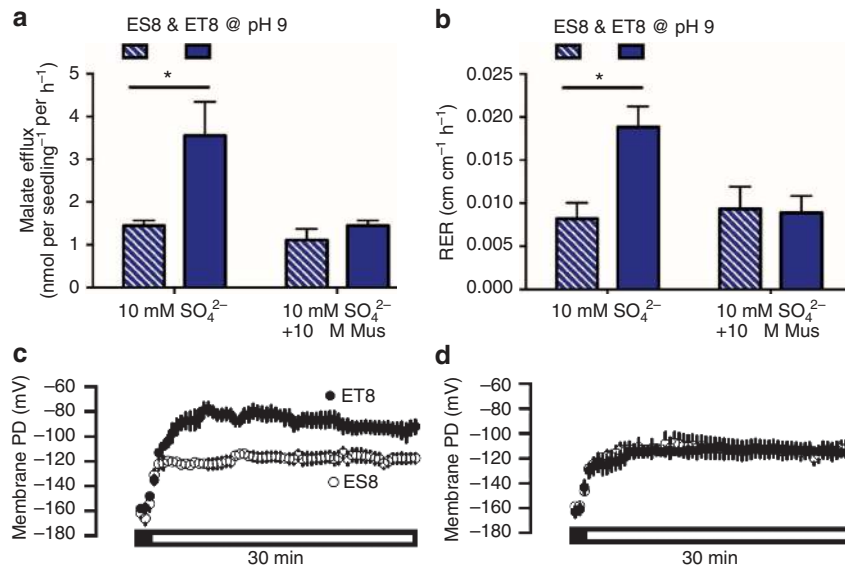 a
ES8 & ET8 @ pH 9
Malate efflux
(nmol per seedling⁻¹ per h⁻¹)
5
4
3
2
1
0
*
10 mM SO₄²⁻
10 mM SO₄²⁻
+10 M Mus
b
ES8 & ET8 @ pH 9
RER (cm cm⁻¹ h⁻¹)
0.025
0.020
0.015
0.010
0.005
0.000
*
10 mM SO₄²⁻
10 mM SO₄²⁻
+10 M Mus
c
Membrane PD (mV)
−60
−80
−100
−120
−140
−160
−180
ET8
ES8
30 min
d
Membrane PD (mV)
−60
−80
−100
−120
−140
−160
−180
30 min